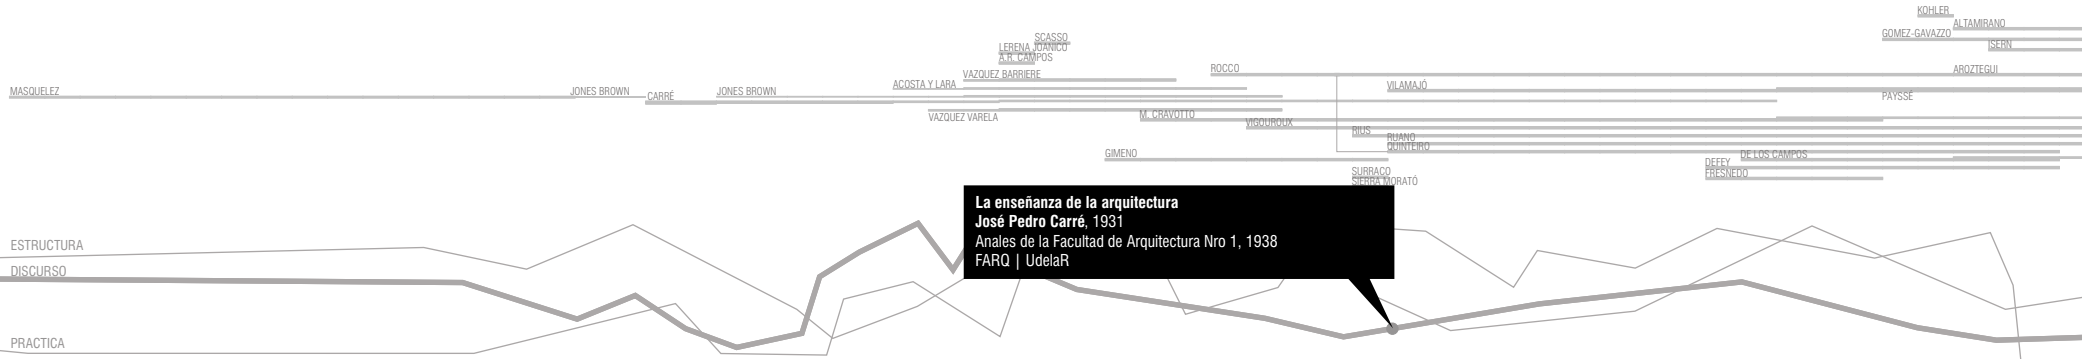 KOHLER
ALTAMIRANO
GOMEZ-GAVAZZO
ISERN
SCASSO
LERENA JOANICO
A.R. CAMPOS
VAZQUEZ BARRIERE
ROCCO
AROZTEGUI
MASQUELEZ
JONES BROWN
CARRÉ
JONES BROWN
ACOSTA Y LARA
VILAMAJÓ
PAYSSÉ
VAZQUEZ VARELA
M. CRAVOTTO
VIGOUROUX
RIUS
RUANO
QUINTEIRO
GIMENO
DE LOS CAMPOS
DEFEY
FRESNEDO
SURRACO
SIERRA MORATÓ
La enseñanza de la arquitectura
José Pedro Carré, 1931
Anales de la Facultad de Arquitectura Nro 1, 1938
FARQ | UdelaR
ESTRUCTURA
DISCURSO
PRACTICA